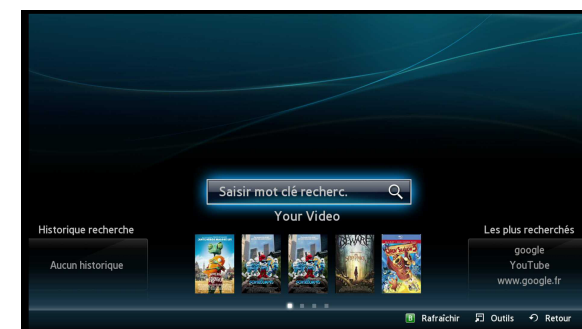 Saisir mot clé recherc.
Your Video
Historique recherche
Aucun historique
BEWARE
Les plus recherchés
google
YouTube
www.google.fr
B Rafraîchir Outils Retour